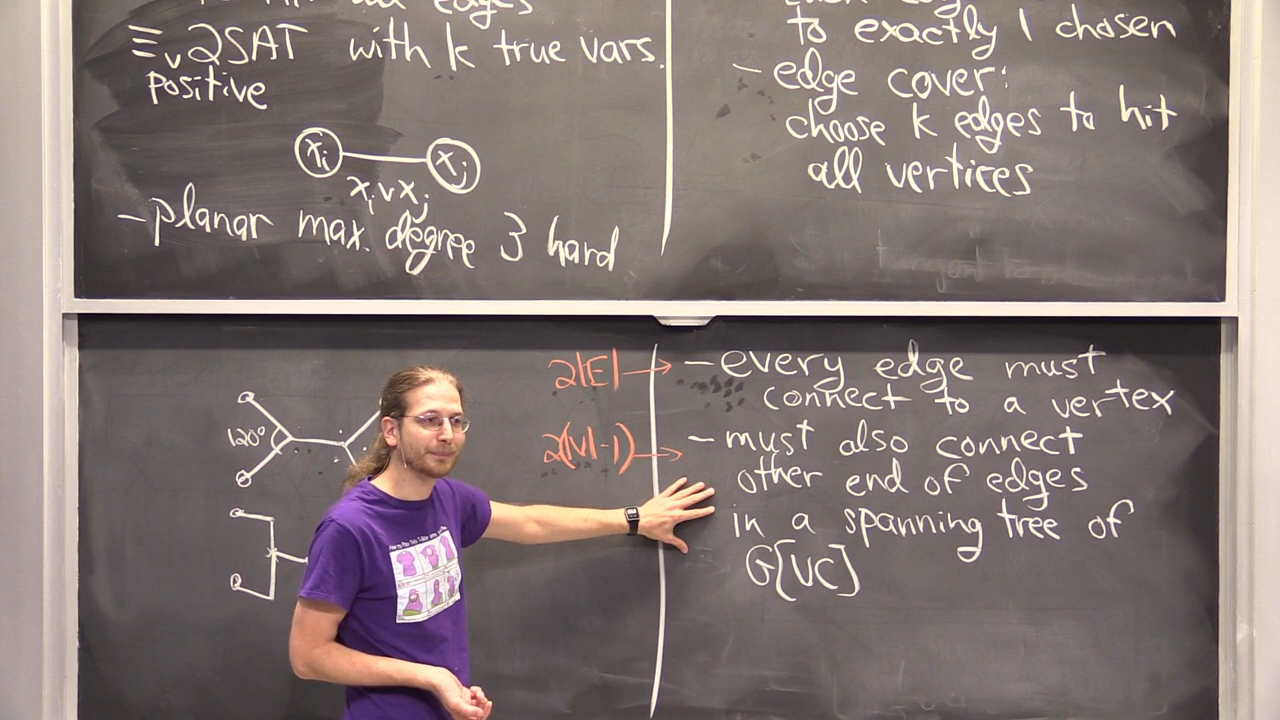 all edges
≡ᵥ 2SAT with k true vars.
positive
xᵢ xⱼ
xᵢ∨xⱼ
- planar max. degree 3 hard
to exactly 1 chosen
- edge cover:
choose k edges to hit
all vertices
120°
2|E| →
2(|V|-1) →
- every edge must
connect to a vertex
- must also connect
other end of edges
in a spanning tree of
G[VC]